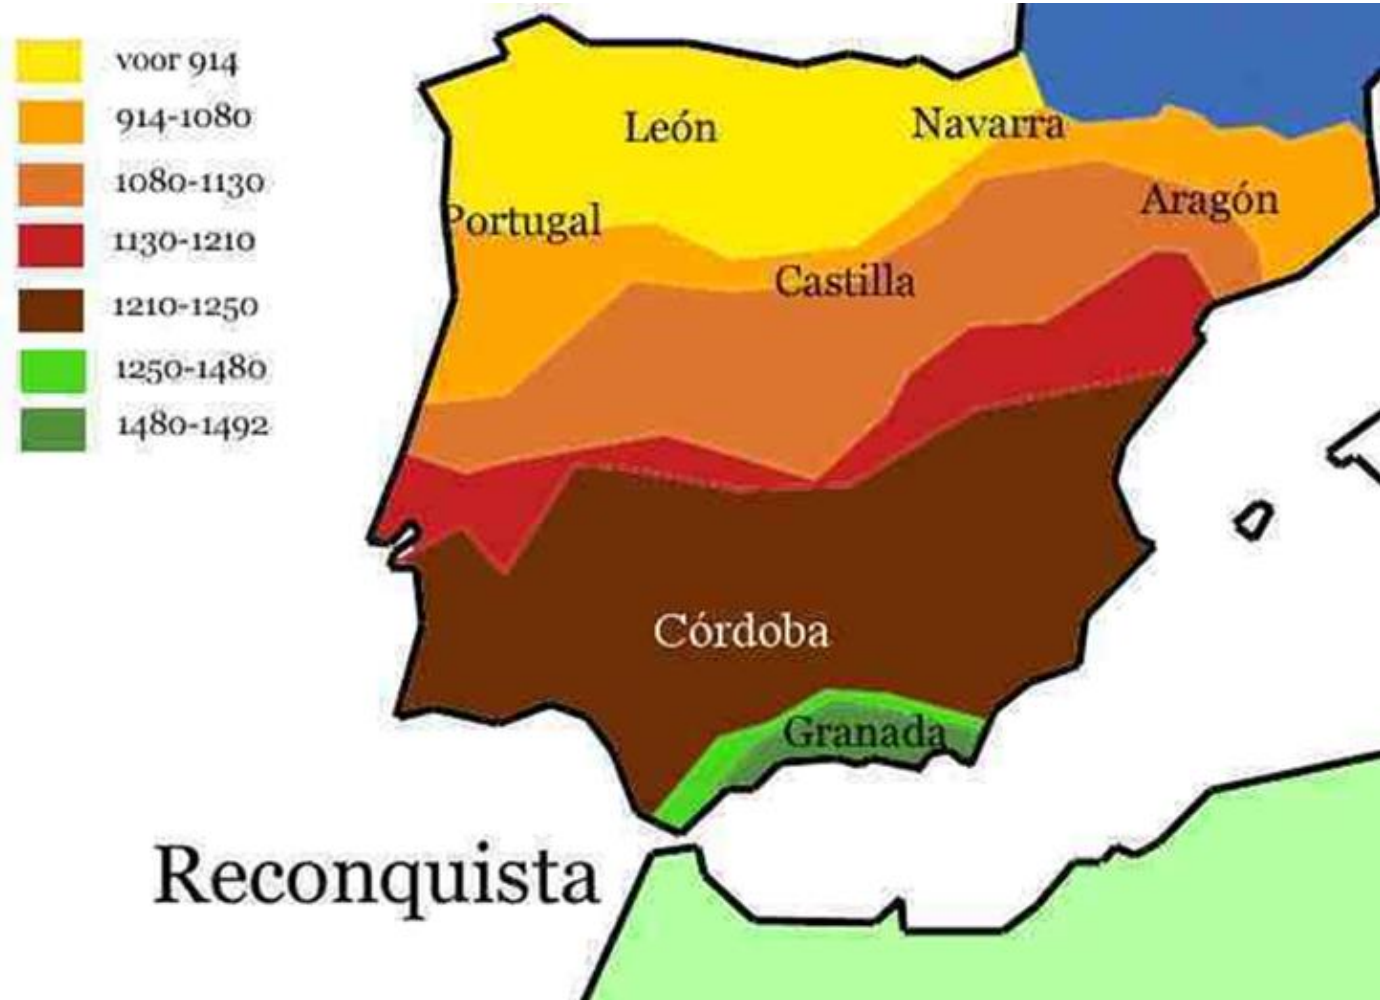 voor 914
914-1080
1080-1130
1130-1210
1210-1250
1250-1480
1480-1492
León
Navarra
Portugal
Aragón
Castilla
Córdoba
Granada
Reconquista